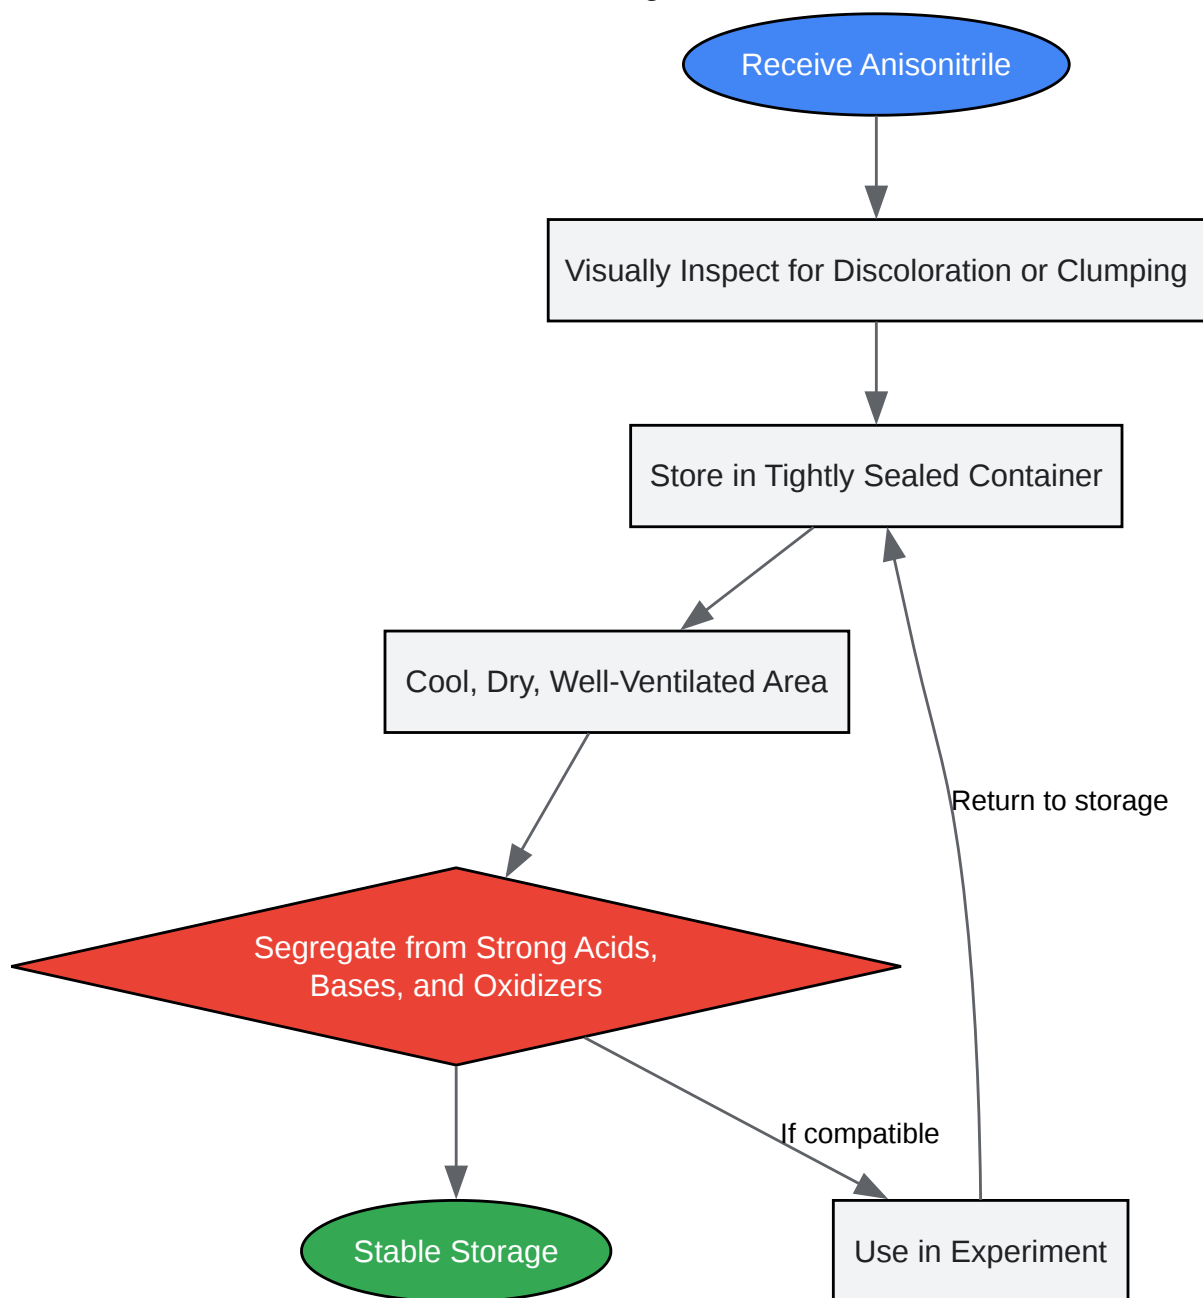 Receive Anisonitrile
Visually Inspect for Discoloration or Clumping
Store in Tightly Sealed Container
Cool, Dry, Well-Ventilated Area
Return to storage
Segregate from Strong Acids,
Bases, and Oxidizers
If compatible
Stable Storage
Use in Experiment